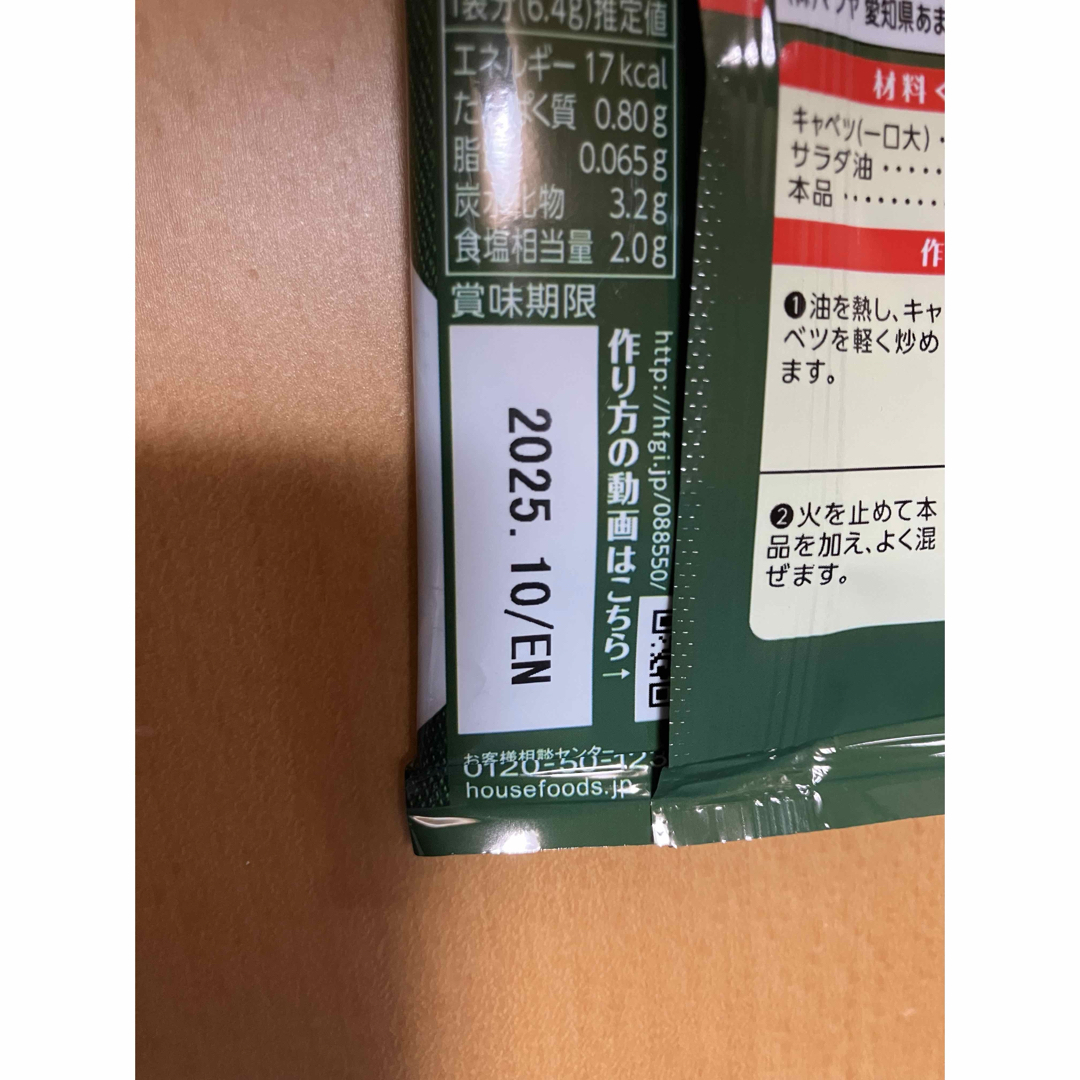 1袋分(6.4g)推定値
エネルギー 17kcal
たんぱく質 0.80g
脂質 0.065g
炭水化物 3.2g
食塩相当量 2.0g
賞味期限
2025. 10/EN
作り方の動画はこちら→
http://hfgi.jp/088550/
お客様相談センター
0120-50-12
housefoods.jp
愛知県あま
材料<
キャベツ(一口大)・
サラダ油・・・・・
本品・・・・・・・・
作
❶油を熱し、キャ
ベツを軽く炒め
ます。
❷火を止めて本
品を加え、よく混
ぜます。